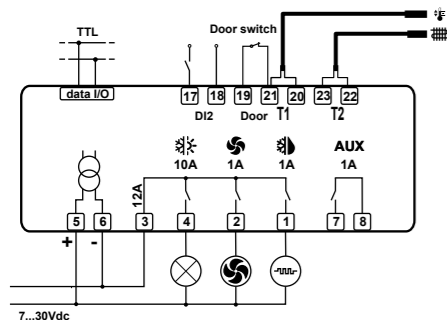 TTL
Door switch
data I/O
17 18 19 21 20 23 22
DI2 Door T1 T2
10A 1A 1A AUX 1A
12A
5 6 3 4 2 1 7 8
+ -
7...30Vdc